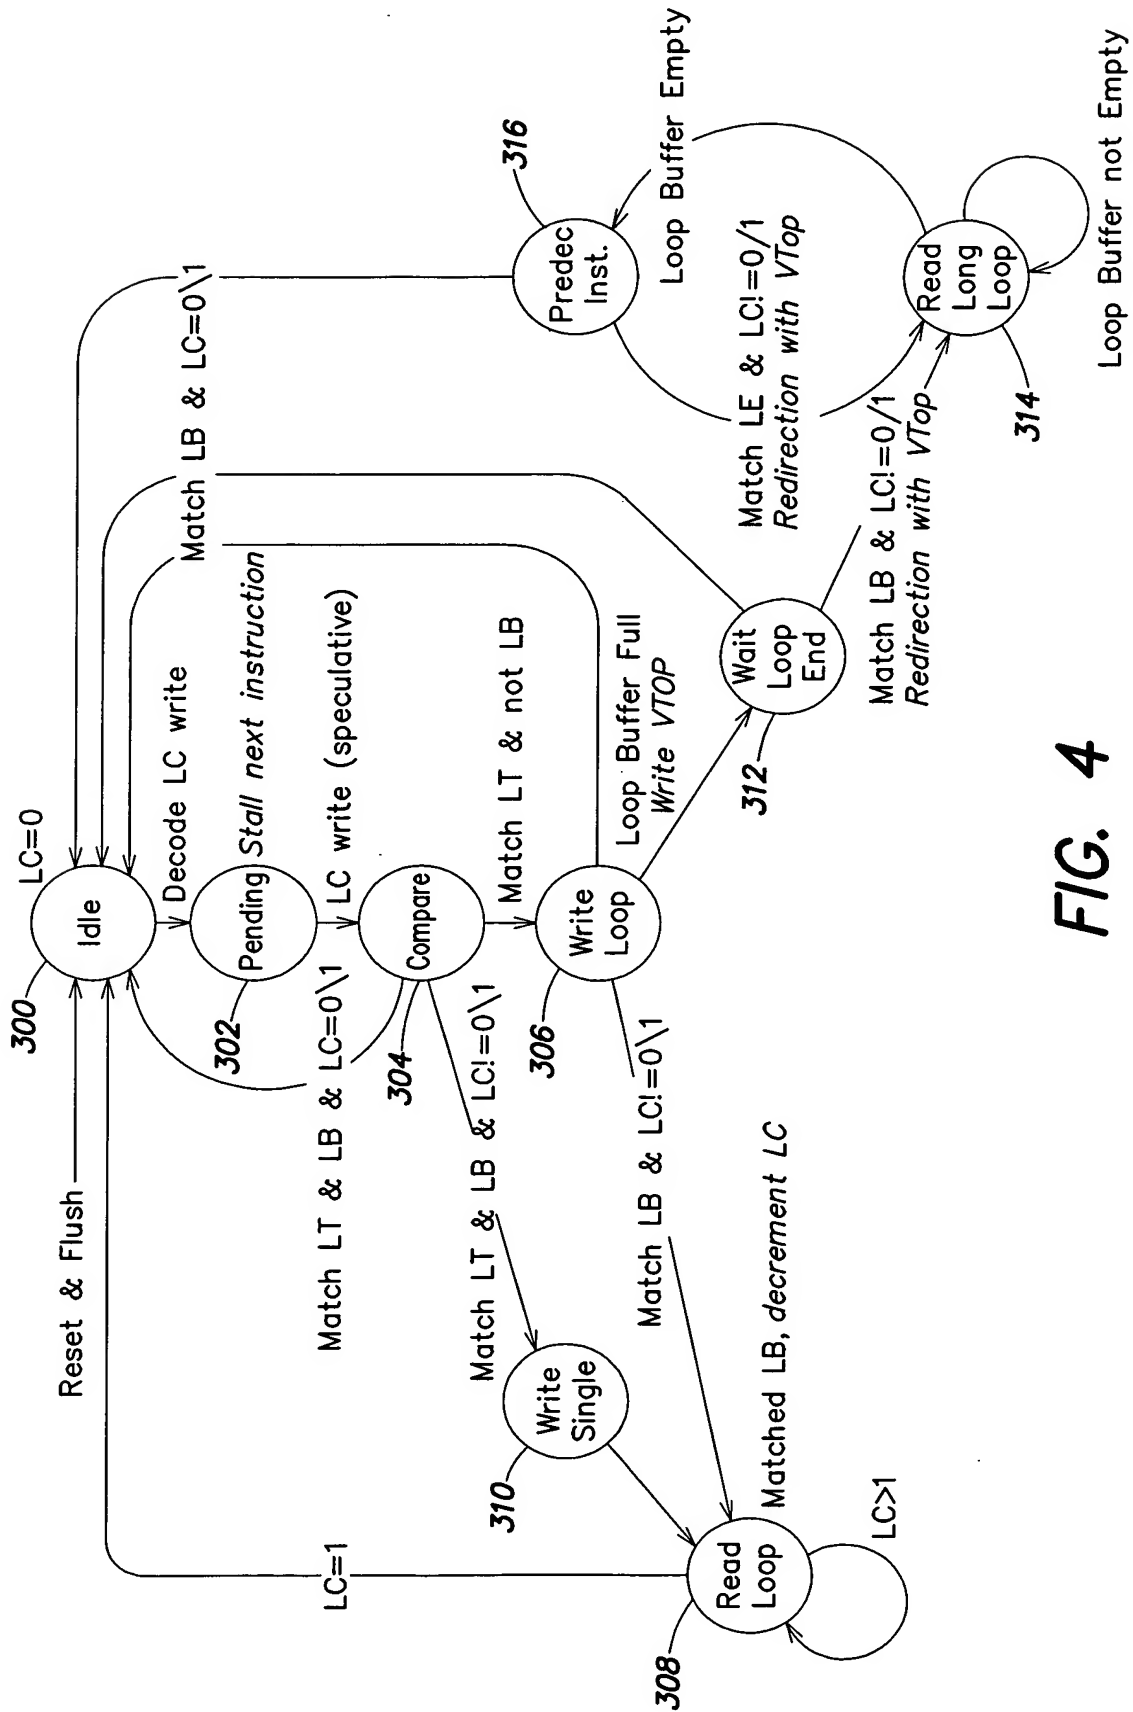 LC=0
300
Idle
Reset & Flush
Decode LC write
302
Pending
Stall next instruction
LC write (speculative)
Match LT & LB & LC=0\1
304
Compare
Match LT & not LB
Match LT & LB & LC!=0\1
306
Write
Loop
Match LB & LC=0\1
Loop Buffer Full
Write VTOP
Match LB & LC!=0\1
310
Write
Single
LC=1
308
Read
Loop
Matched LB, decrement LC
LC>1
312
Wait
Loop
End
Match LB & LC!=0/1
Redirection with VTop
316
Predec
Inst.
Loop Buffer Empty
Match LE & LC!=0/1
Redirection with VTop
314
Read
Long
Loop
Loop Buffer not Empty
FIG. 4